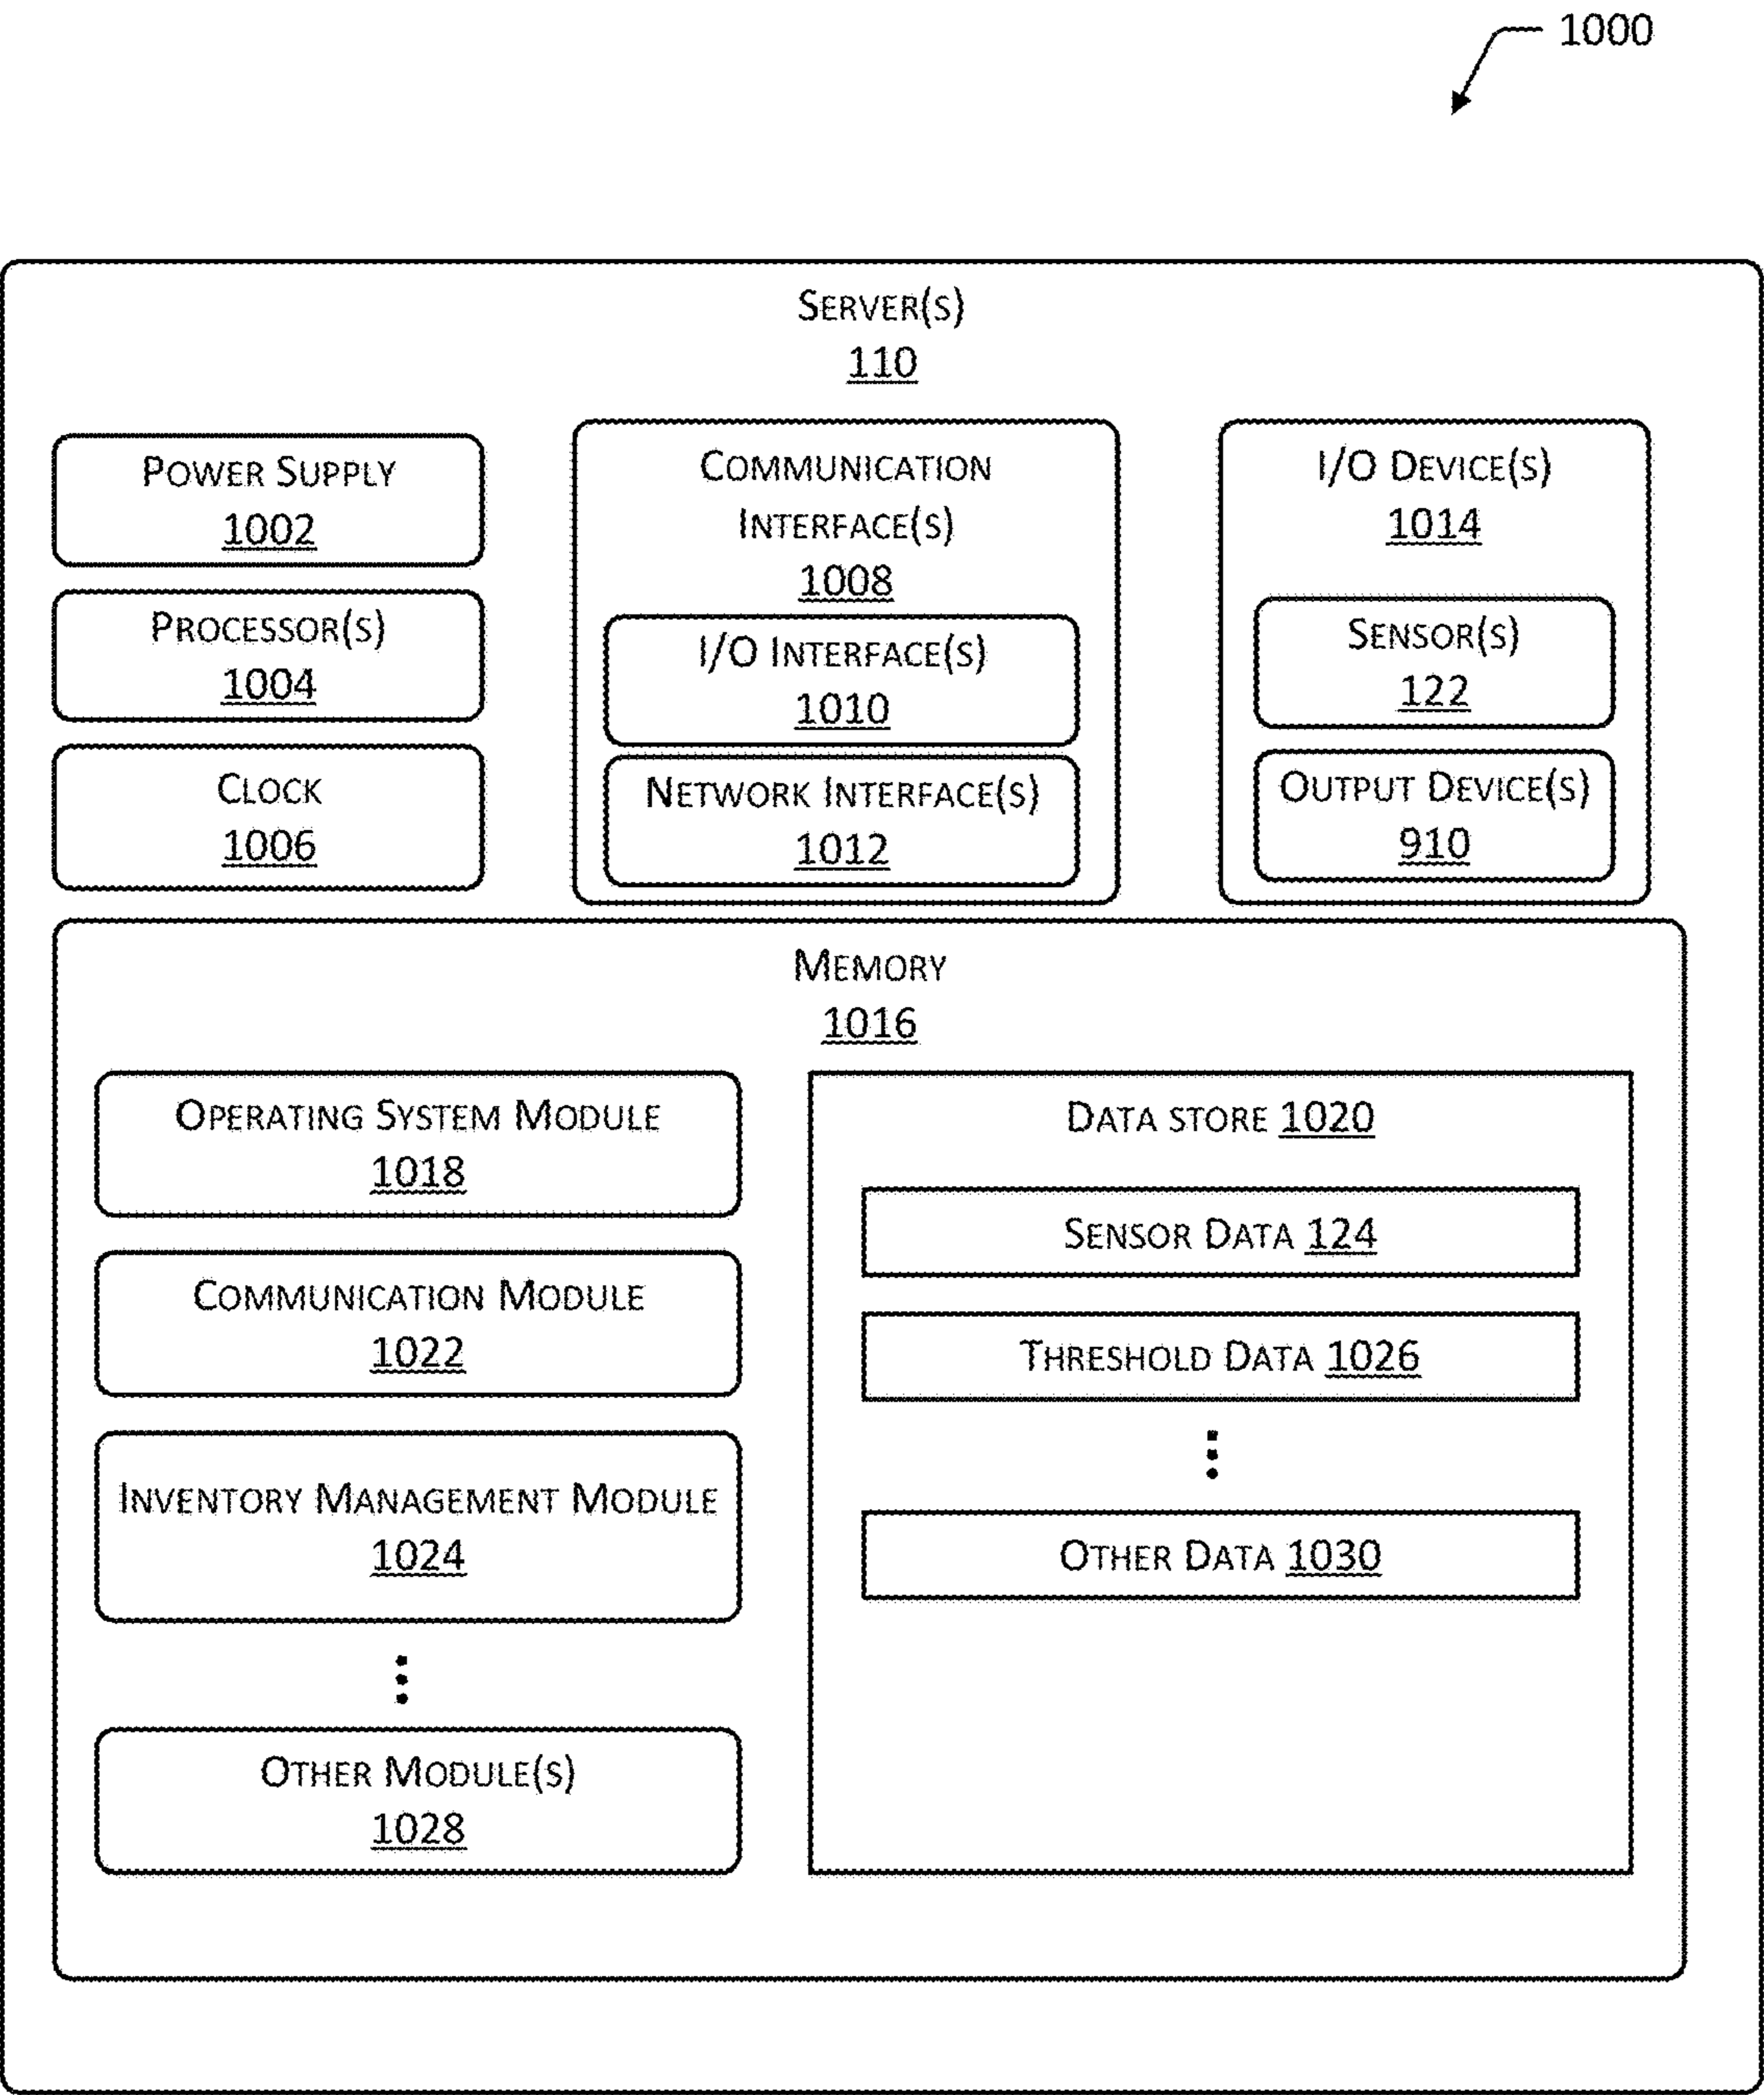 1000
Server(s)
110
Power Supply
1002
Processor(s)
1004
Clock
1006
Communication
Interface(s)
1008
I/O Interface(s)
1010
Network Interface(s)
1012
I/O Device(s)
1014
Sensor(s)
122
Output Device(s)
910
Memory
1016
Operating System Module
1018
Communication Module
1022
Inventory Management Module
1024
Other Module(s)
1028
Data store 1020
Sensor Data 124
Threshold Data 1026
Other Data 1030